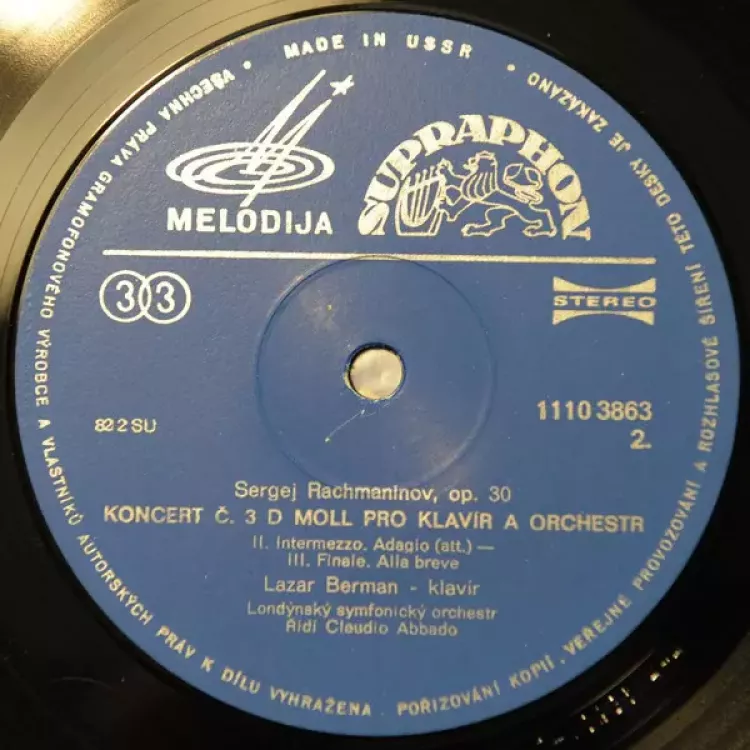 MADE IN USSR
VŠECHNA PRÁVA GRAMOFONOVÉHO VÝROBCE A VLASTNÍKŮ AUTORSKÝCH PRÁV K DÍLU VYHRAŽENA . POŘIZOVÁNÍ KOPIÍ, VEŘEJNÉ PROVOZOVÁNÍ A ROZHLASOVÉ ŠÍŘENÍ TÉTO DESKY JE ZAKÁZÁNO
MELODIJA
SUPRAPHON
33
STEREO
82 2 SU
1110 3863
2.
Sergej Rachmaninov, op. 30
KONCERT Č. 3 D MOLL PRO KLAVÍR A ORCHESTR
II. Intermezzo. Adagio (att.) —
III. Finale. Alla breve
Lazar Berman - klavír
Londýnský symfonický orchestr
Řídí Claudio Abbado